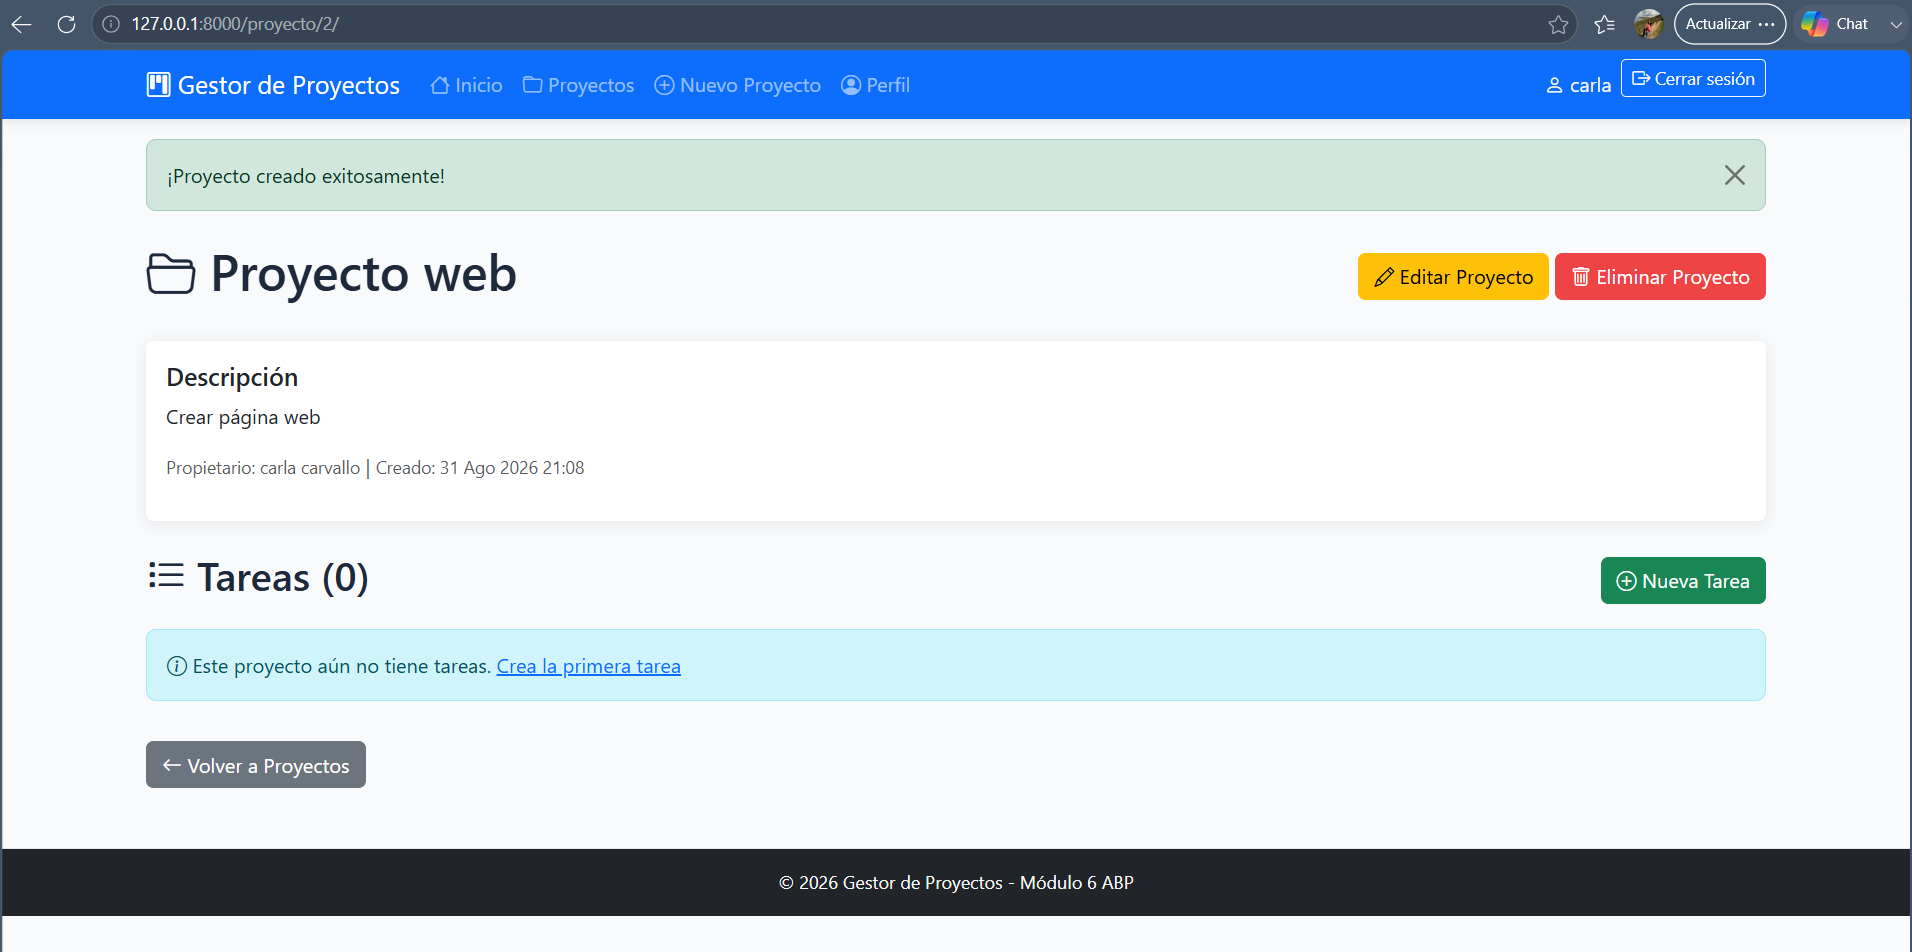 127.0.0.1:8000/proyecto/2/
Actualizar ···
Chat
Gestor de Proyectos
Inicio
Proyectos
Nuevo Proyecto
Perfil
carla
Cerrar sesión
¡Proyecto creado exitosamente!
Proyecto web
Editar Proyecto
Eliminar Proyecto
Descripción
Crear página web
Propietario: carla carvallo | Creado: 31 Ago 2026 21:08
Tareas (0)
Nueva Tarea
Este proyecto aún no tiene tareas. Crea la primera tarea
← Volver a Proyectos
© 2026 Gestor de Proyectos - Módulo 6 ABP